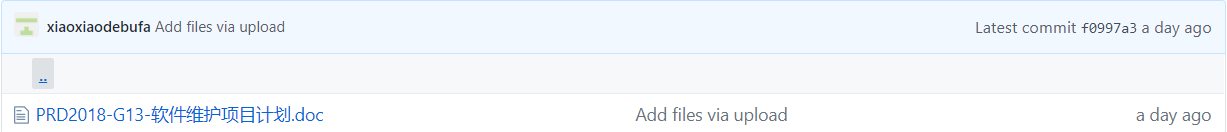 xiaoxiaodebufa Add files via upload Latest commit f0997a3 a day ago
..
PRD2018-G13-软件维护项目计划.doc Add files via upload a day ago